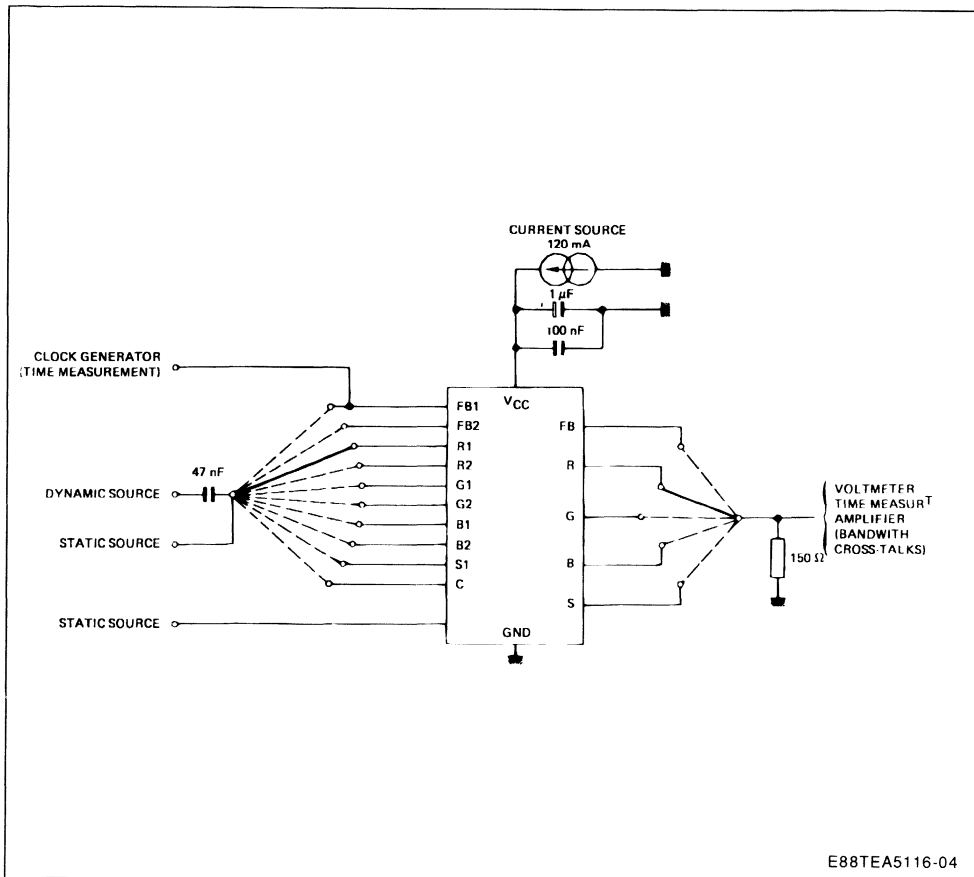 CURRENT SOURCE
120 mA
1 µF
100 nF
CLOCK GENERATOR
(TIME MEASUREMENT)
VCC
FB1
FB2
R1
R2
G1
G2
B1
B2
S1
C
FB
R
G
B
S
47 nF
DYNAMIC SOURCE
STATIC SOURCE
STATIC SOURCE
GND
VOLTMETER
TIME MEASURT
AMPLIFIER
(BANDWITH
CROSS-TALKS)
150 Ω
E88TEA5116-04